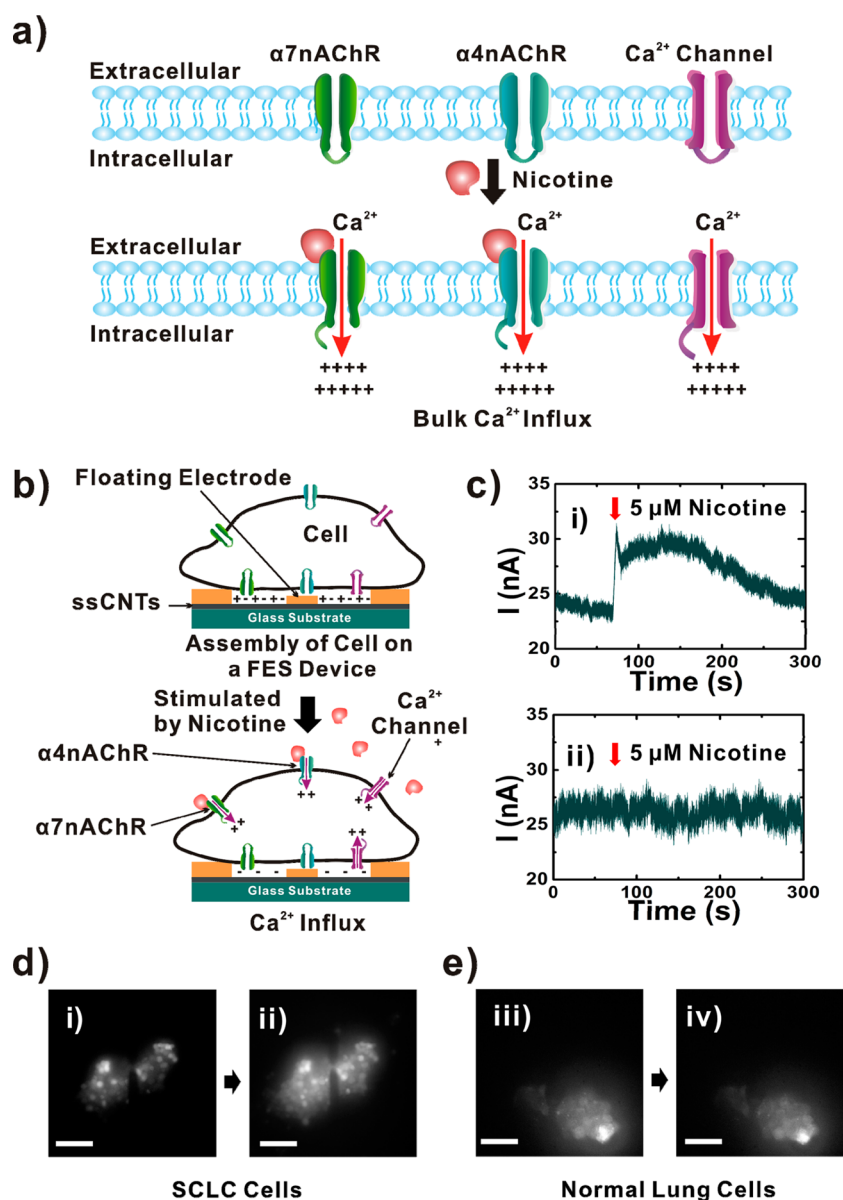 a)
α7nAChR α4nAChR Ca²⁺ Channel
Extracellular
Intracellular
Nicotine
Ca²⁺ Ca²⁺ Ca²⁺
Extracellular
Intracellular
++++ ++++ ++++
+++++ +++++ +++++
Bulk Ca²⁺ Influx
b)
Floating Electrode
Cell
ssCNTs
+-+-+- +-+-+-
Glass Substrate
Assembly of Cell on
a FES Device
Stimulated
by Nicotine
Ca²⁺
Channel
+
α4nAChR
++
++
α7nAChR
++
++
- - - - - -
Glass Substrate
Ca²⁺ Influx
c)
i)
5 µM Nicotine
I (nA)
35
30
25
20
0 100 200 300
Time (s)
ii)
5 µM Nicotine
I (nA)
35
30
25
20
0 100 200 300
Time (s)
d)
i)
ii)
SCLC Cells
e)
iii)
iv)
Normal Lung Cells